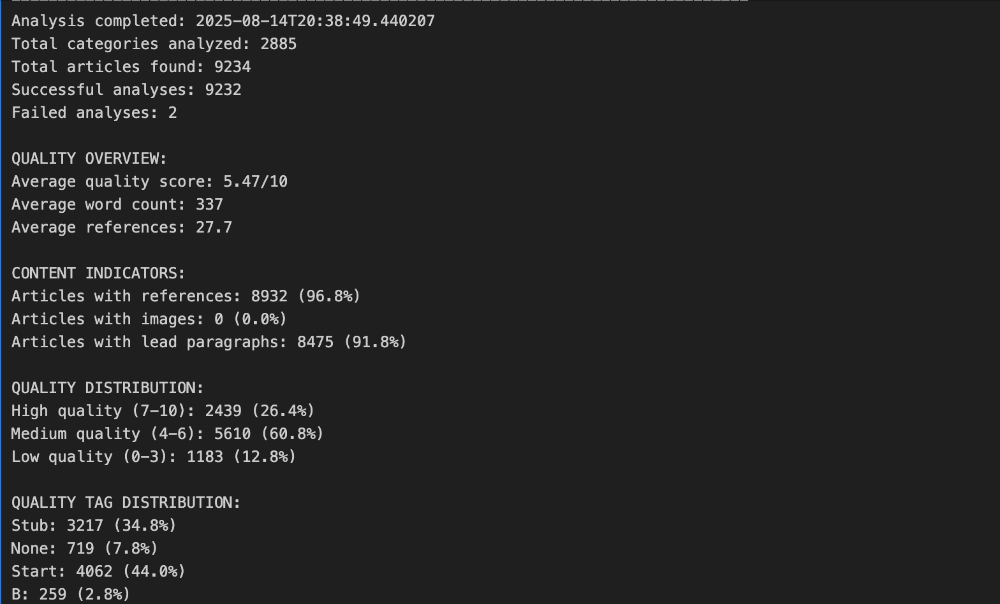 Analysis completed: 2025-08-14T20:38:49.440207
Total categories analyzed: 2885
Total articles found: 9234
Successful analyses: 9232
Failed analyses: 2
QUALITY OVERVIEW:
Average quality score: 5.47/10
Average word count: 337
Average references: 27.7
CONTENT INDICATORS:
Articles with references: 8932 (96.8%)
Articles with images: 0 (0.0%)
Articles with lead paragraphs: 8475 (91.8%)
QUALITY DISTRIBUTION:
High quality (7-10): 2439 (26.4%)
Medium quality (4-6): 5610 (60.8%)
Low quality (0-3): 1183 (12.8%)
QUALITY TAG DISTRIBUTION:
Stub: 3217 (34.8%)
None: 719 (7.8%)
Start: 4062 (44.0%)
B: 259 (2.8%)